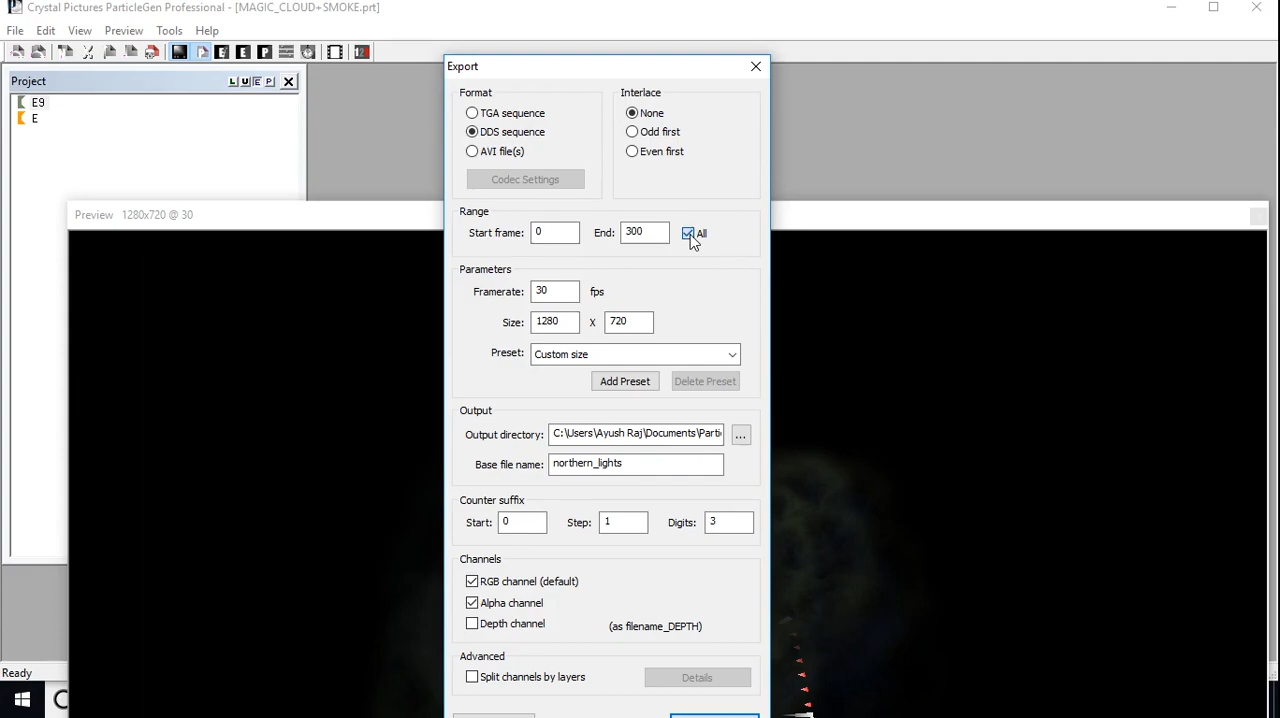 Crystal Pictures ParticleGen Professional - [MAGIC_CLOUD+SMOKE.prt]
File Edit View Preview Tools Help
Project L U E P
E9
E
Preview 1280x720 @ 30
Export
Format
TGA sequence
DDS sequence
AVI file(s)
Codec Settings
Interlace
None
Odd first
Even first
Range
Start frame: 0 End: 300 All
Parameters
Framerate: 30 fps
Size: 1280 X 720
Preset: Custom size
Add Preset Delete Preset
Output
Output directory: C:\Users\Ayush Raj\Documents\Parti
Base file name: northern_lights
Counter suffix
Start: 0 Step: 1 Digits: 3
Channels
RGB channel (default)
Alpha channel
Depth channel (as filename_DEPTH)
Advanced
Split channels by layers Details
Ready